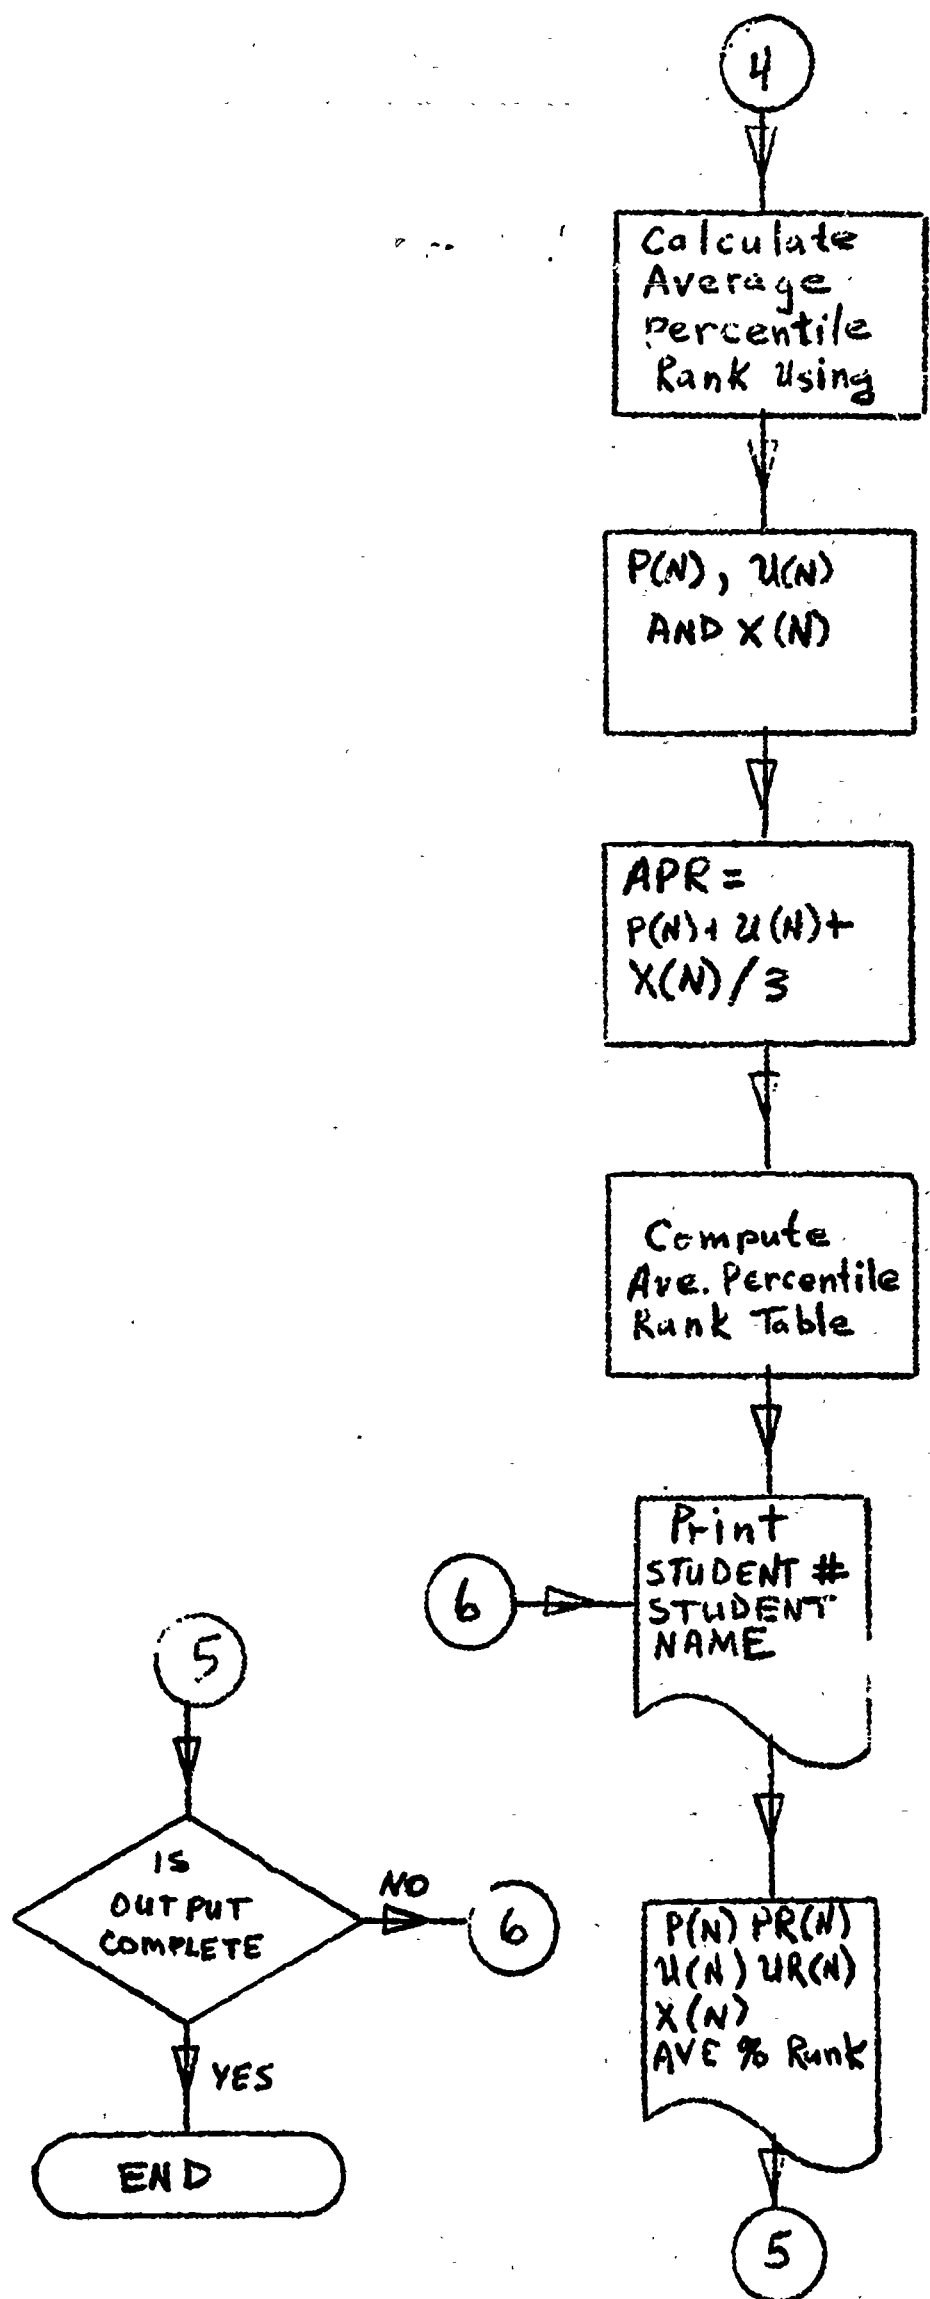 4
Calculate
Average
Percentile
Rank Using
P(N), U(N)
AND X(N)
APR =
P(N)+U(N)+
X(N)/3
Compute
Ave. Percentile
Rank Table
Print
STUDENT #
STUDENT
NAME
6
P(N) PR(N)
U(N) UR(N)
X(N)
AVE % Rank
5
5
IS
OUTPUT
COMPLETE
NO
6
YES
END